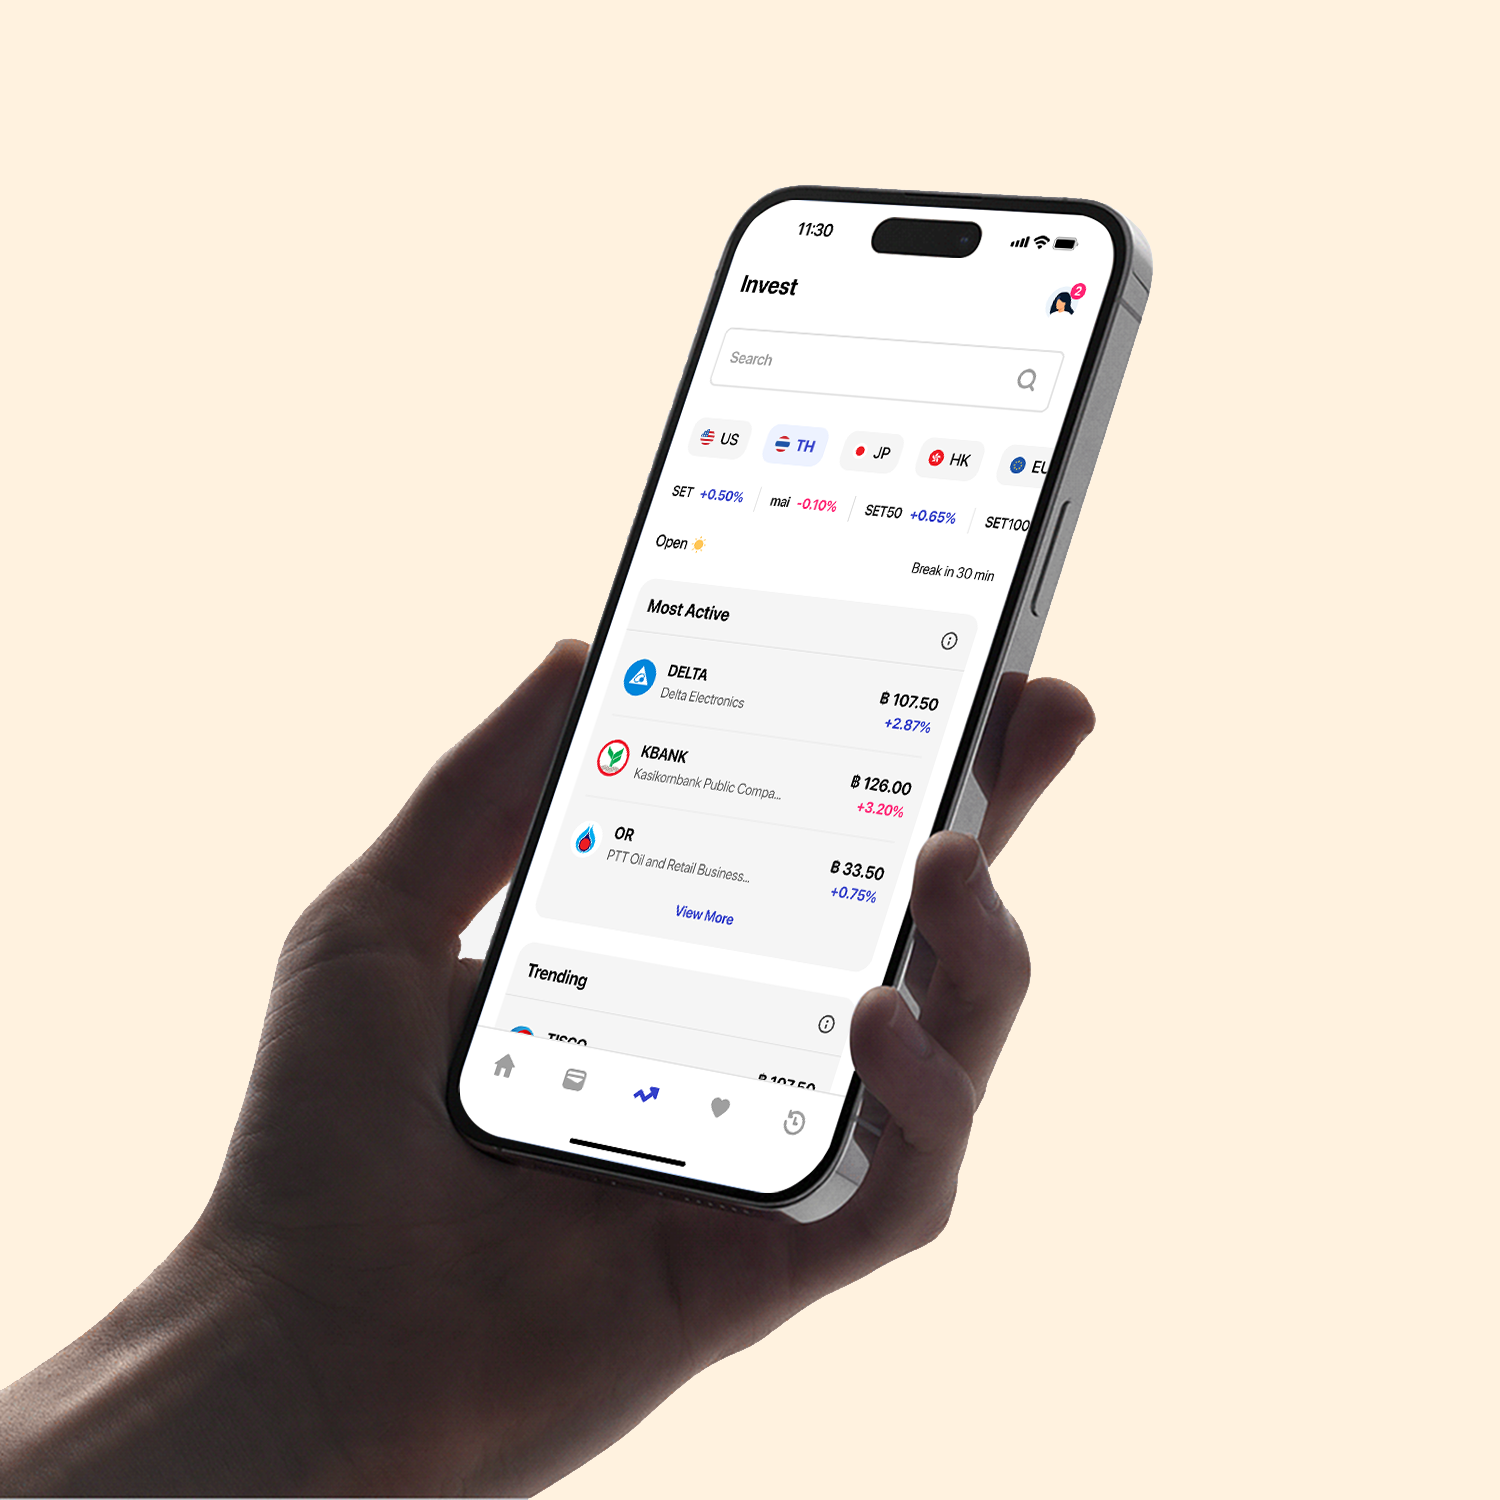 11:30
Invest
2
Search
US TH JP HK EU
SET +0.50% mai -0.10% SET50 +0.65% SET100
Open
Break in 30 min
Most Active
DELTA
Delta Electronics
฿ 107.50
+2.87%
KBANK
Kasikornbank Public Compa...
฿ 126.00
+3.20%
OR
PTT Oil and Retail Business...
฿ 33.50
+0.75%
View More
Trending
TISCO
฿ 107.50